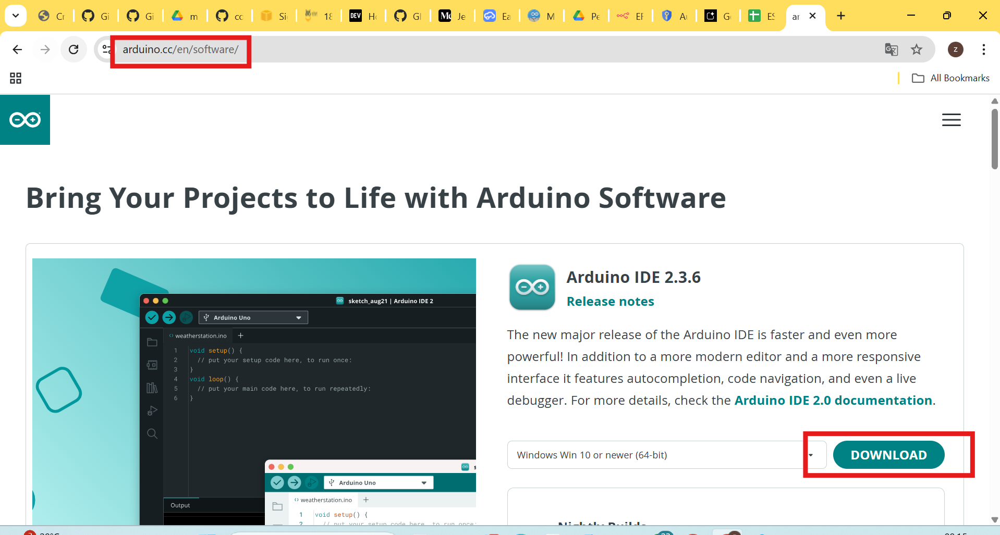 Cr
Gi
Gi
m
cc
Si
18
DEV
Hc
Gl
Me
Je
Ea
M
Pe
EF
Au
Ge
ES
ar
arduino.cc/en/software/
z
All Bookmarks
Bring Your Projects to Life with Arduino Software
sketch_aug21 | Arduino IDE 2
Arduino Uno
weatherstation.ino
1 void setup() {
2 // put your setup code here, to run once:
3 }
4 void loop() {
5 // put your main code here, to run repeatedly:
6 }
Output
Arduino Uno
weatherstation.ino
1 void setup() {
2 // put your setup code here, to run once:
Arduino IDE 2.3.6
Release notes
The new major release of the Arduino IDE is faster and even more
powerful! In addition to a more modern editor and a more responsive
interface it features autocompletion, code navigation, and even a live
debugger. For more details, check the Arduino IDE 2.0 documentation.
Windows Win 10 or newer (64-bit)
DOWNLOAD
Nightly Builds